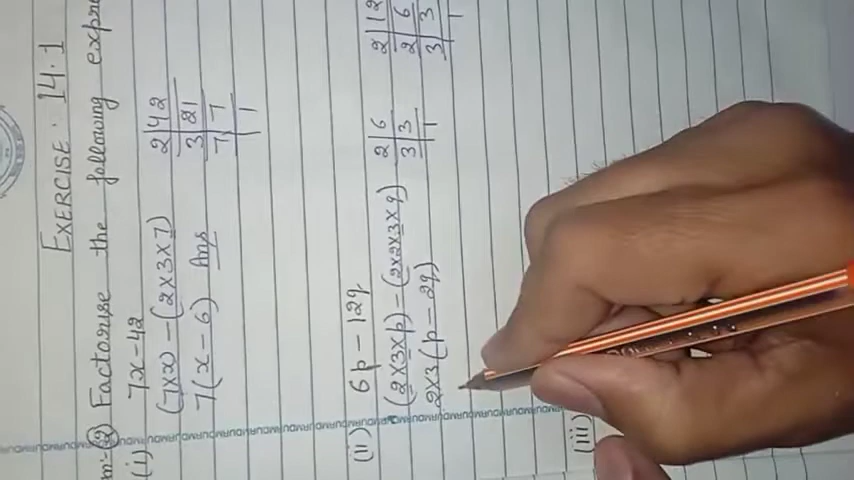 EXERCISE : 14.1
(2) Factorise the following expre
(i) 7x - 42
(7×x) - (2×3×7)
7(x - 6) Ans
2 | 42
3 | 21
7 | 7
1
(ii) 6p - 12q
(2×3×p) - (2×2×3×q)
2×3(p - 2q)
2 | 6
3 | 3
1
2 | 12
2 | 6
3 | 3
1
(iii)